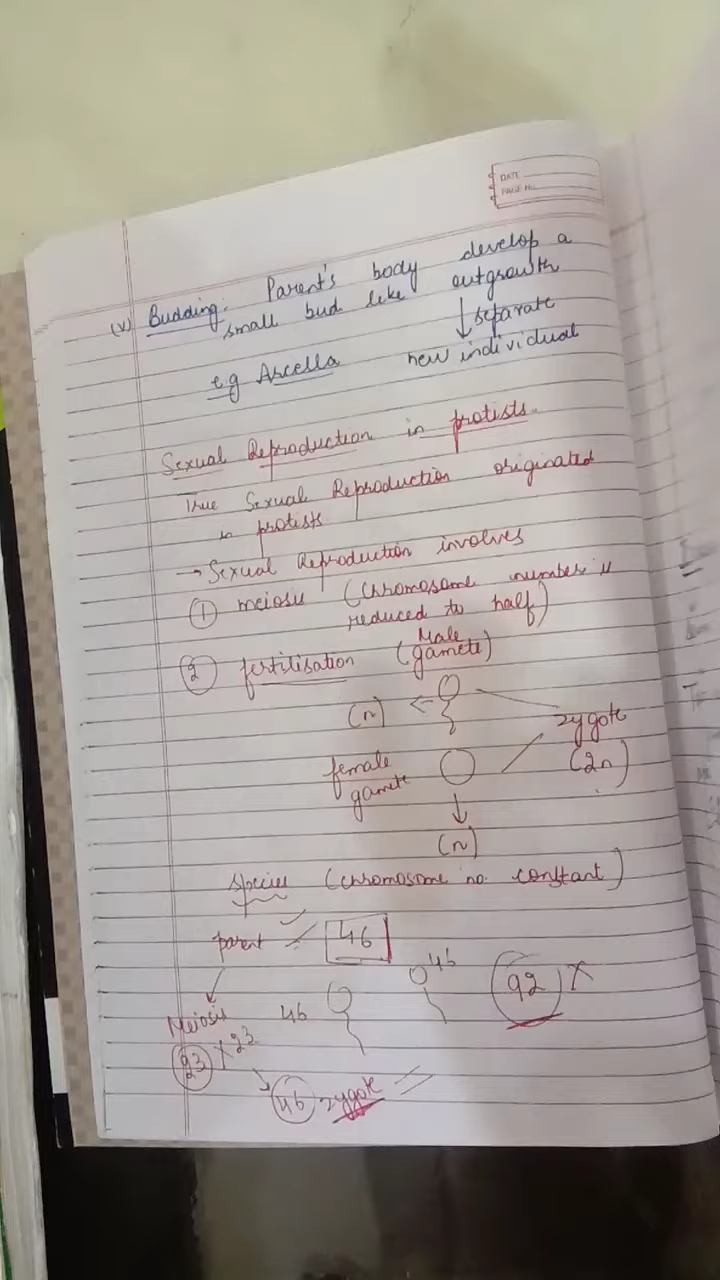 DATE
PAGE No.
(v) Budding. Parent's body develop a
small bud like outgrowth
↓ separate
e.g Arcella new individual
Sexual Reproduction in protists.
True Sexual Reproduction originated
in protists
→ Sexual Reproduction involves
① meiosis (chromosome number is
reduced to half)
② fertilisation (Male
gamete)
(n) ←
zygote
(2n)
female
gamete
↓
(n)
species (chromosome no. constant)
parent 46
46 46 92 X
Meiosis
23 X 23
46 zygote